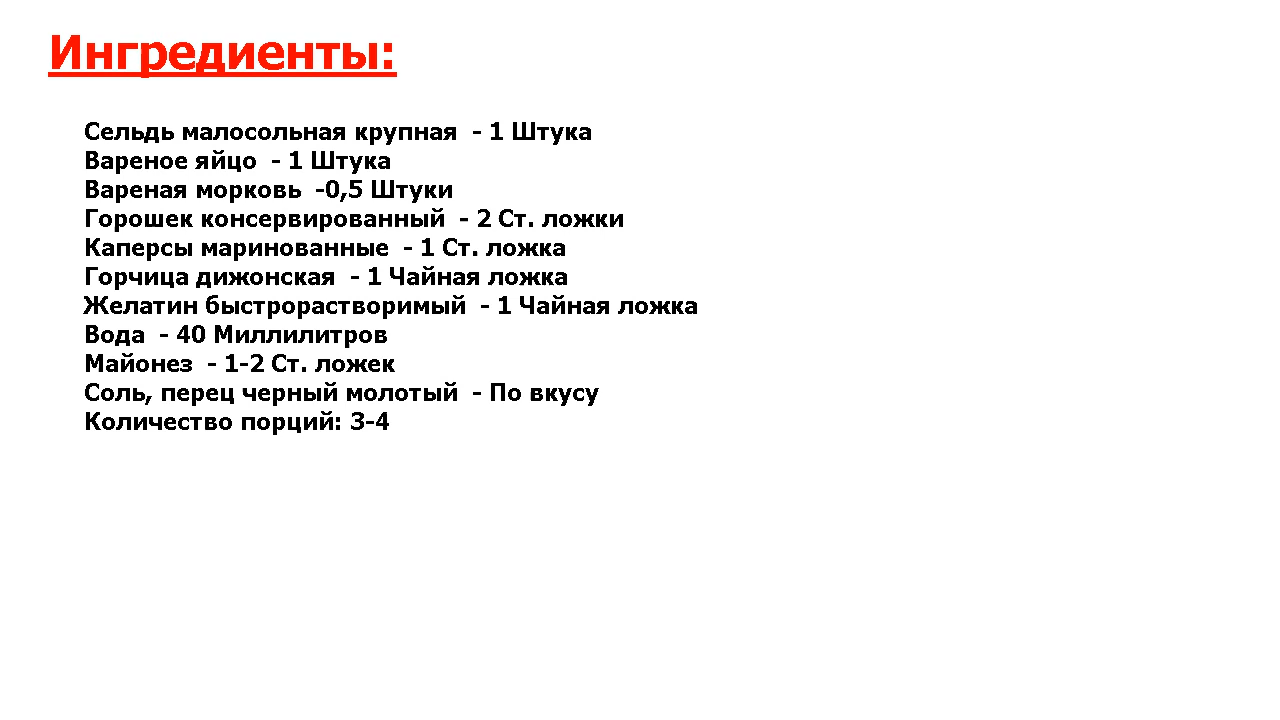 Ингредиенты:
Сельдь малосольная крупная  - 1 Штука
Вареное яйцо  - 1 Штука
Вареная морковь  -0,5 Штуки
Горошек консервированный  - 2 Ст. ложки
Каперсы маринованные  - 1 Ст. ложка
Горчица дижонская  - 1 Чайная ложка
Желатин быстрорастворимый  - 1 Чайная ложка
Вода  - 40 Миллилитров
Майонез  - 1-2 Ст. ложек
Соль, перец черный молотый  - По вкусу
Количество порций: 3-4